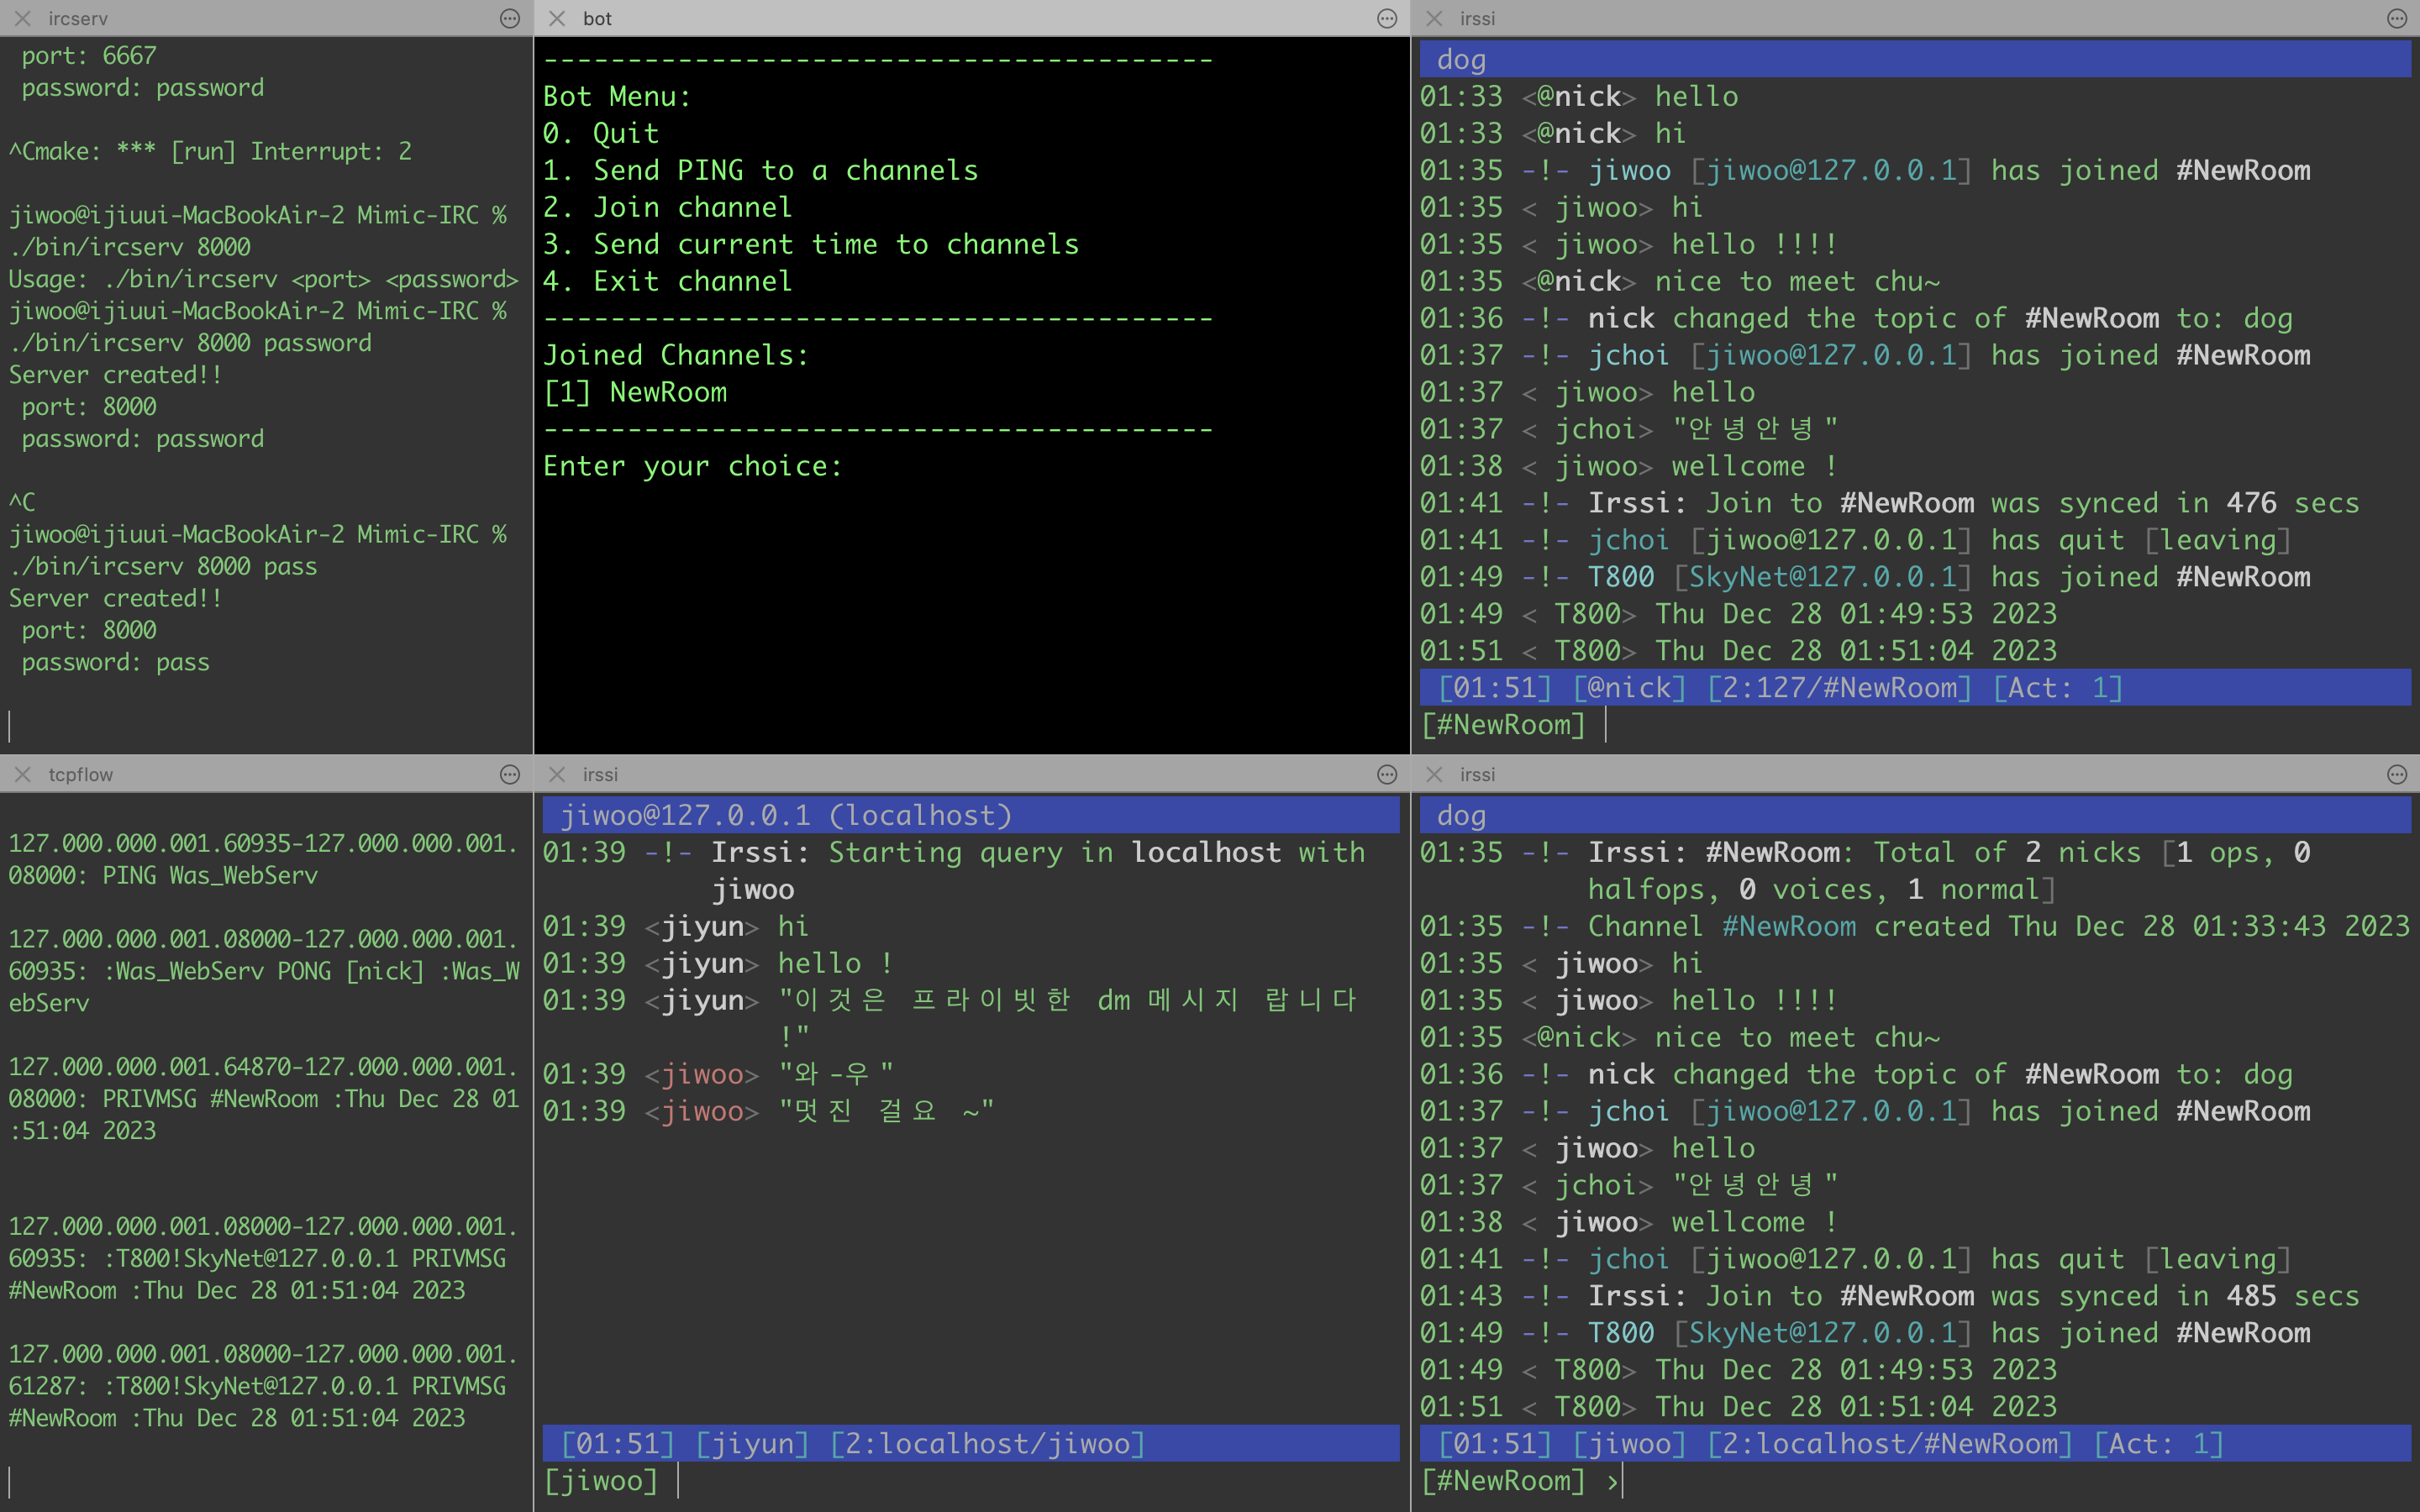 ircserv
port: 6667
password: password
^Cmake: *** [run] Interrupt: 2
jiwoo@ijiuui-MacBookAir-2 Mimic-IRC %
./bin/ircserv 8000
Usage: ./bin/ircserv <port> <password>
jiwoo@ijiuui-MacBookAir-2 Mimic-IRC %
./bin/ircserv 8000 password
Server created!!
port: 8000
password: password
^C
jiwoo@ijiuui-MacBookAir-2 Mimic-IRC %
./bin/ircserv 8000 pass
Server created!!
port: 8000
password: pass
bot
----------------------------------------
Bot Menu:
0. Quit
1. Send PING to a channels
2. Join channel
3. Send current time to channels
4. Exit channel
----------------------------------------
Joined Channels:
[1] NewRoom
----------------------------------------
Enter your choice:
irssi
dog
01:33 <@nick> hello
01:33 <@nick> hi
01:35 -!- jiwoo [jiwoo@127.0.0.1] has joined #NewRoom
01:35 < jiwoo> hi
01:35 < jiwoo> hello !!!!
01:35 <@nick> nice to meet chu~
01:36 -!- nick changed the topic of #NewRoom to: dog
01:37 -!- jchoi [jiwoo@127.0.0.1] has joined #NewRoom
01:37 < jiwoo> hello
01:37 < jchoi> "안녕안녕"
01:38 < jiwoo> wellcome !
01:41 -!- Irssi: Join to #NewRoom was synced in 476 secs
01:41 -!- jchoi [jiwoo@127.0.0.1] has quit [leaving]
01:49 -!- T800 [SkyNet@127.0.0.1] has joined #NewRoom
01:49 < T800> Thu Dec 28 01:49:53 2023
01:51 < T800> Thu Dec 28 01:51:04 2023
[01:51] [@nick] [2:127/#NewRoom] [Act: 1]
[#NewRoom]
tcpflow
127.000.000.001.60935-127.000.000.001.
08000: PING Was_WebServ
127.000.000.001.08000-127.000.000.001.
60935: :Was_WebServ PONG [nick] :Was_W
ebServ
127.000.000.001.64870-127.000.000.001.
08000: PRIVMSG #NewRoom :Thu Dec 28 01
:51:04 2023
127.000.000.001.08000-127.000.000.001.
60935: :T800!SkyNet@127.0.0.1 PRIVMSG
#NewRoom :Thu Dec 28 01:51:04 2023
127.000.000.001.08000-127.000.000.001.
61287: :T800!SkyNet@127.0.0.1 PRIVMSG
#NewRoom :Thu Dec 28 01:51:04 2023
irssi
jiwoo@127.0.0.1 (localhost)
01:39 -!- Irssi: Starting query in localhost with
jiwoo
01:39 <jiyun> hi
01:39 <jiyun> hello !
01:39 <jiyun> "이것은 프라이빗한 dm메시지 랍니다
!"
01:39 <jiwoo> "와-우"
01:39 <jiwoo> "멋진 걸요 ~"
[01:51] [jiyun] [2:localhost/jiwoo]
[jiwoo]
irssi
dog
01:35 -!- Irssi: #NewRoom: Total of 2 nicks [1 ops, 0
halfops, 0 voices, 1 normal]
01:35 -!- Channel #NewRoom created Thu Dec 28 01:33:43 2023
01:35 < jiwoo> hi
01:35 < jiwoo> hello !!!!
01:35 <@nick> nice to meet chu~
01:36 -!- nick changed the topic of #NewRoom to: dog
01:37 -!- jchoi [jiwoo@127.0.0.1] has joined #NewRoom
01:37 < jiwoo> hello
01:37 < jchoi> "안녕안녕"
01:38 < jiwoo> wellcome !
01:41 -!- jchoi [jiwoo@127.0.0.1] has quit [leaving]
01:43 -!- Irssi: Join to #NewRoom was synced in 485 secs
01:49 -!- T800 [SkyNet@127.0.0.1] has joined #NewRoom
01:49 < T800> Thu Dec 28 01:49:53 2023
01:51 < T800> Thu Dec 28 01:51:04 2023
[01:51] [jiwoo] [2:localhost/#NewRoom] [Act: 1]
[#NewRoom] ›